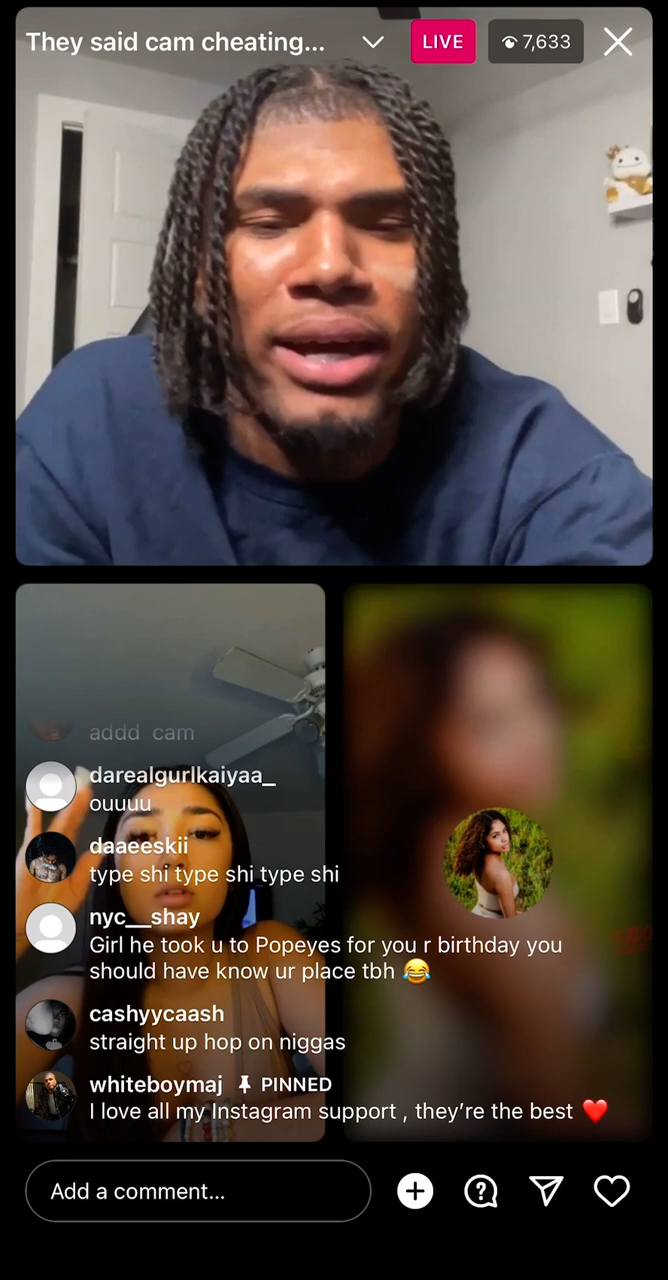 They said cam cheating...
LIVE
7,633
addd cam
darealgurlkaiyaa_
ouuuu
daaeeskii
type shi type shi type shi
nyc__shay
Girl he took u to Popeyes for you r birthday you
should have know ur place tbh 😂
cashyycaash
straight up hop on niggas
whiteboymaj 📌 PINNED
I love all my Instagram support , they’re the best ❤️
Add a comment...